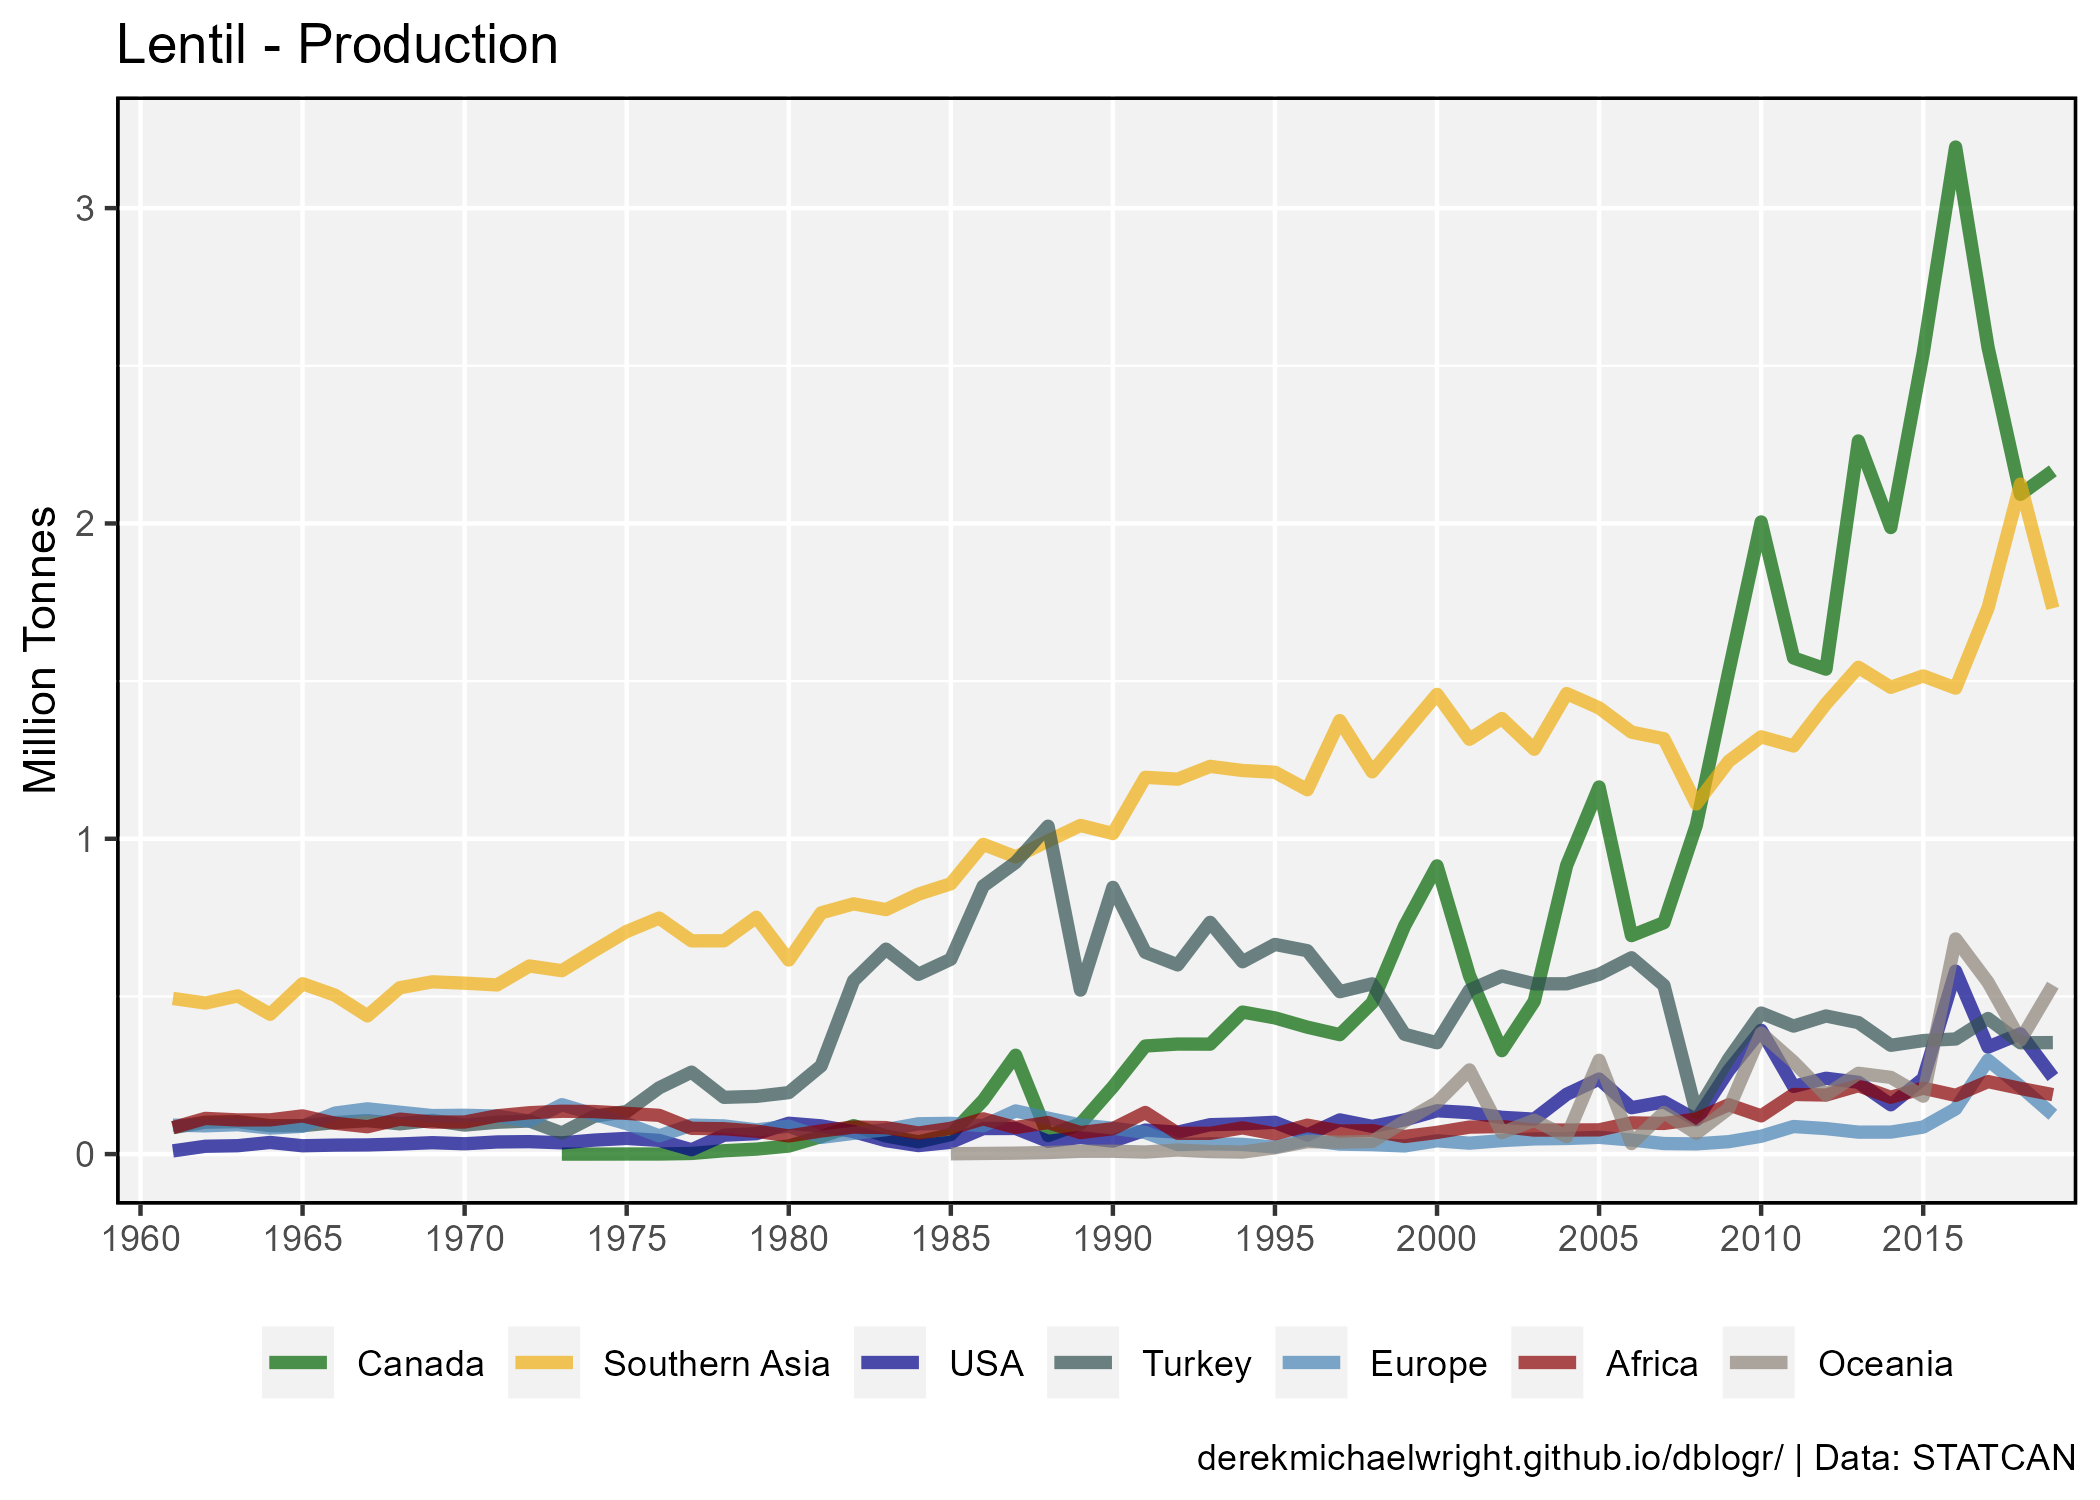 Lentil - Production
Million Tonnes
3
2
1
0
1960 1965 1970 1975 1980 1985 1990 1995 2000 2005 2010 2015
Canada Southern Asia USA Turkey Europe Africa Oceania
derekmichaelwright.github.io/dblogr/ | Data: STATCAN